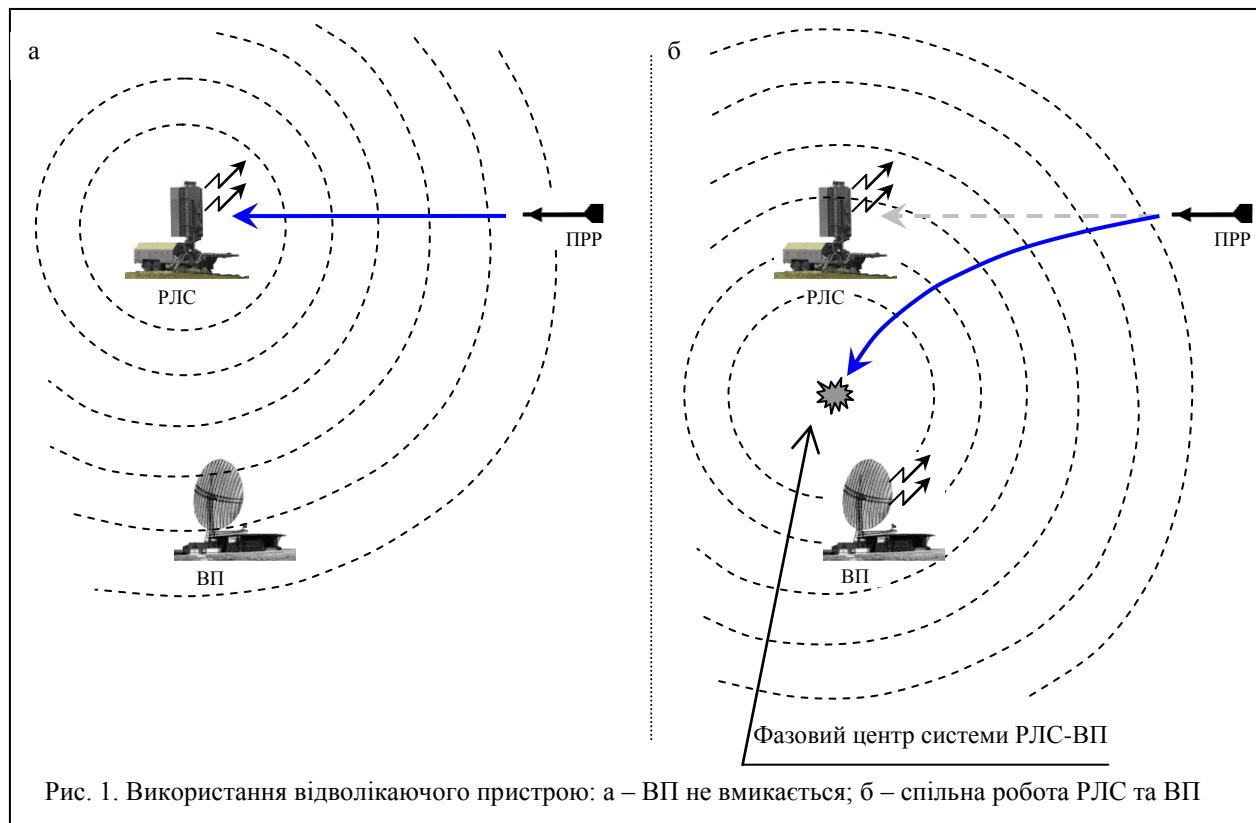 а
РЛС
ПРР
ВП
б
РЛС
ПРР
ВП
Фазовий центр системи РЛС-ВП
Рис. 1. Використання відволікаючого пристрою: а – ВП не вмикається; б – спільна робота РЛС та ВП